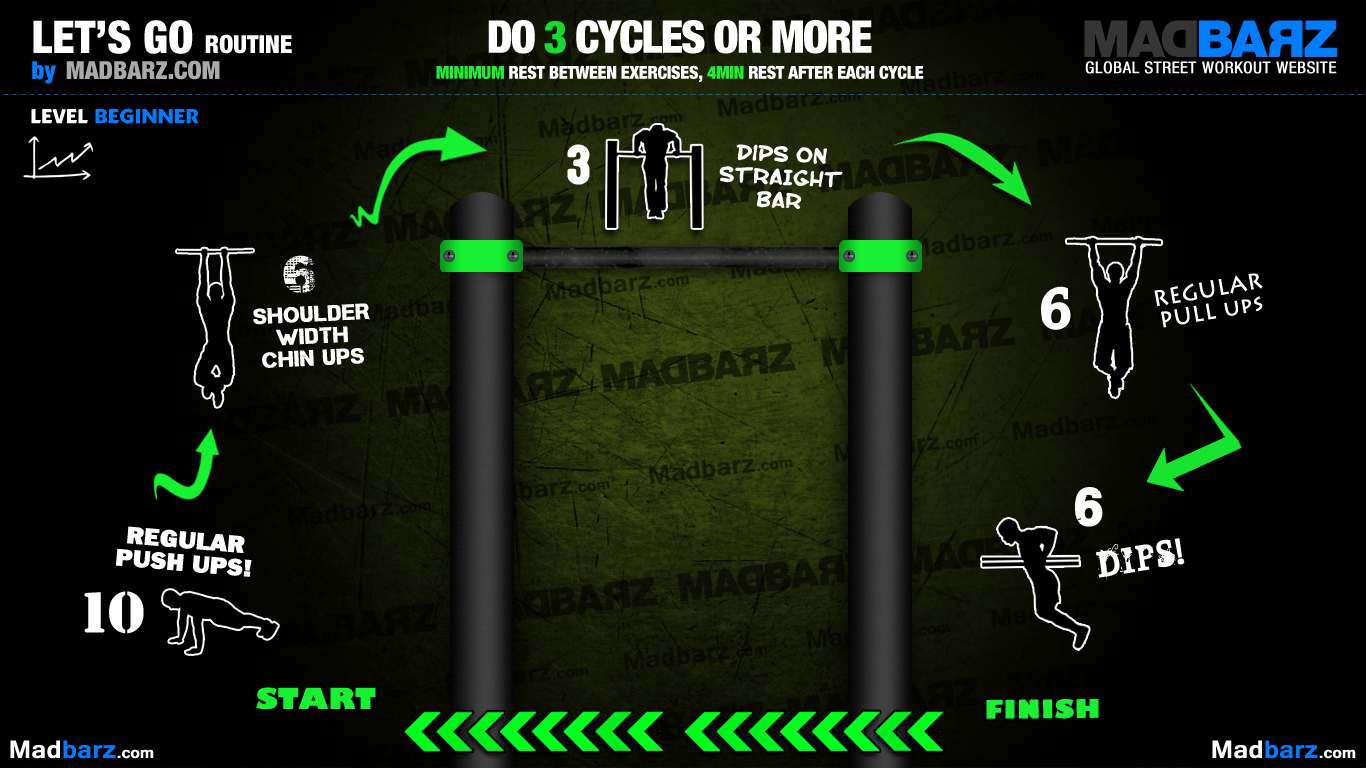 LET'S GO ROUTINE
by MADBARZ.COM
DO 3 CYCLES OR MORE
MINIMUM REST BETWEEN EXERCISES, 4MIN REST AFTER EACH CYCLE
MADBARZ
GLOBAL STREET WORKOUT WEBSITE
LEVEL BEGINNER
3
DIPS ON
STRAIGHT
BAR
6
SHOULDER
WIDTH
CHIN UPS
6
REGULAR
PULL UPS
REGULAR
PUSH UPS!
10
6
DIPS!
START
FINISH
Madbarz.com
Madbarz.com